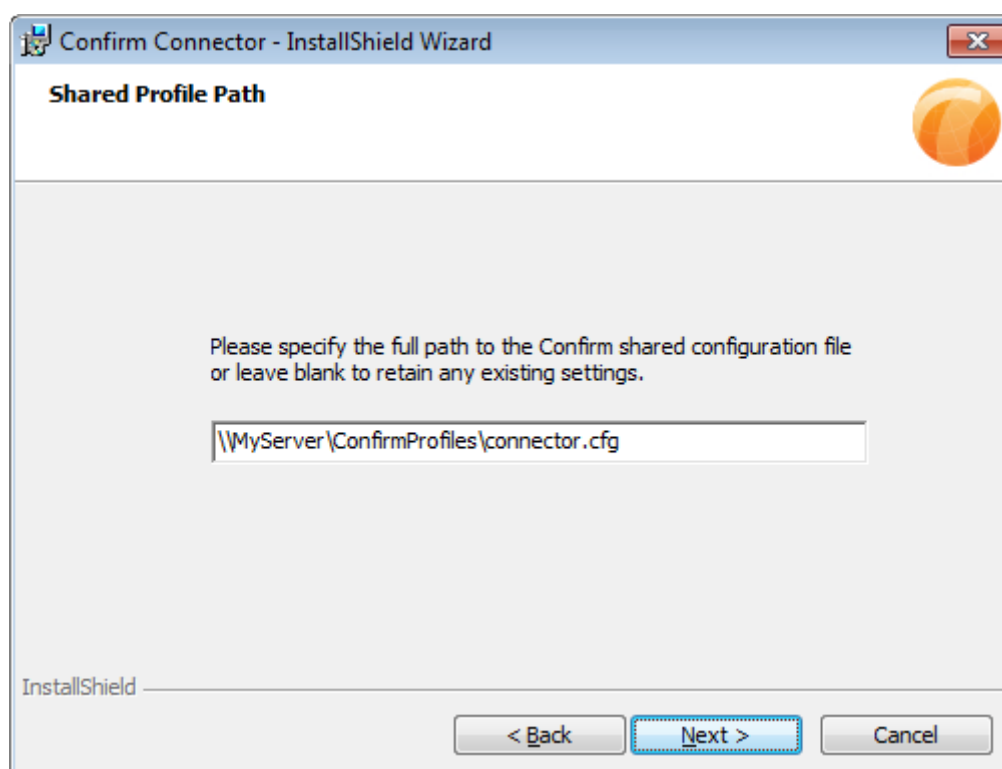 Confirm Connector - InstallShield Wizard
Shared Profile Path
Please specify the full path to the Confirm shared configuration file
or leave blank to retain any existing settings.
\\MyServer\ConfirmProfiles\connector.cfg
InstallShield
< Back
Next >
Cancel